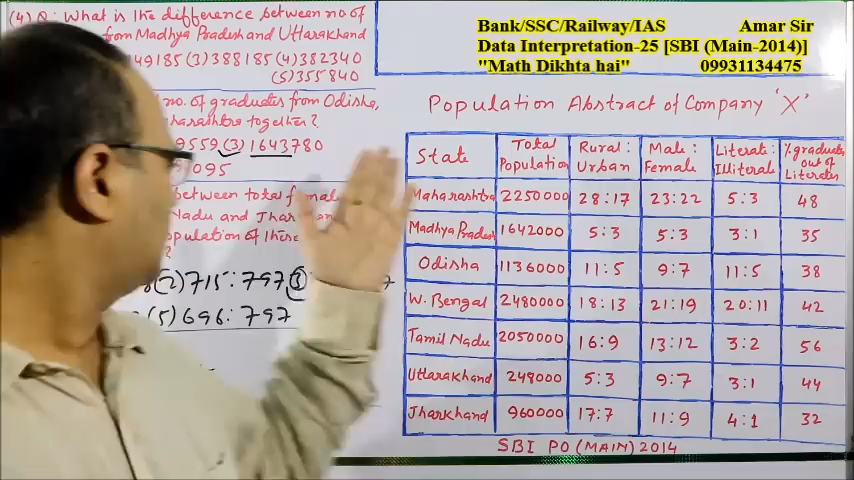 (4) Q: What is the difference between no of
from Madhya Pradesh and Uttarakhand
49185 (3) 388185 (4) 382340
(5) 355840
no. of graduates from Odisha,
together?
9559 (3) 1643780
095
between total female
Nadu and Jhar
population of these
(2) 715:797 (3)
(5) 696:797
Bank/SSC/Railway/IAS Amar Sir
Data Interpretation-25 [SBI (Main-2014)]
"Math Dikhta hai" 09931134475
Population Abstract of Company 'X'
State Total Population Rural: Urban Male: Female Literate: Illiterate % graduate out of Literates
Maharashtra 2250000 28:17 23:22 5:3 48
Madhya Pradesh 1642000 5:3 5:3 3:1 35
Odisha 1136000 11:5 9:7 11:5 38
W. Bengal 2480000 18:13 21:19 20:11 42
Tamil Nadu 2050000 16:9 13:12 3:2 56
Uttarakhand 248000 5:3 9:7 3:1 44
Jharkhand 960000 17:7 11:9 4:1 32
SBI PO (MAIN) 2014